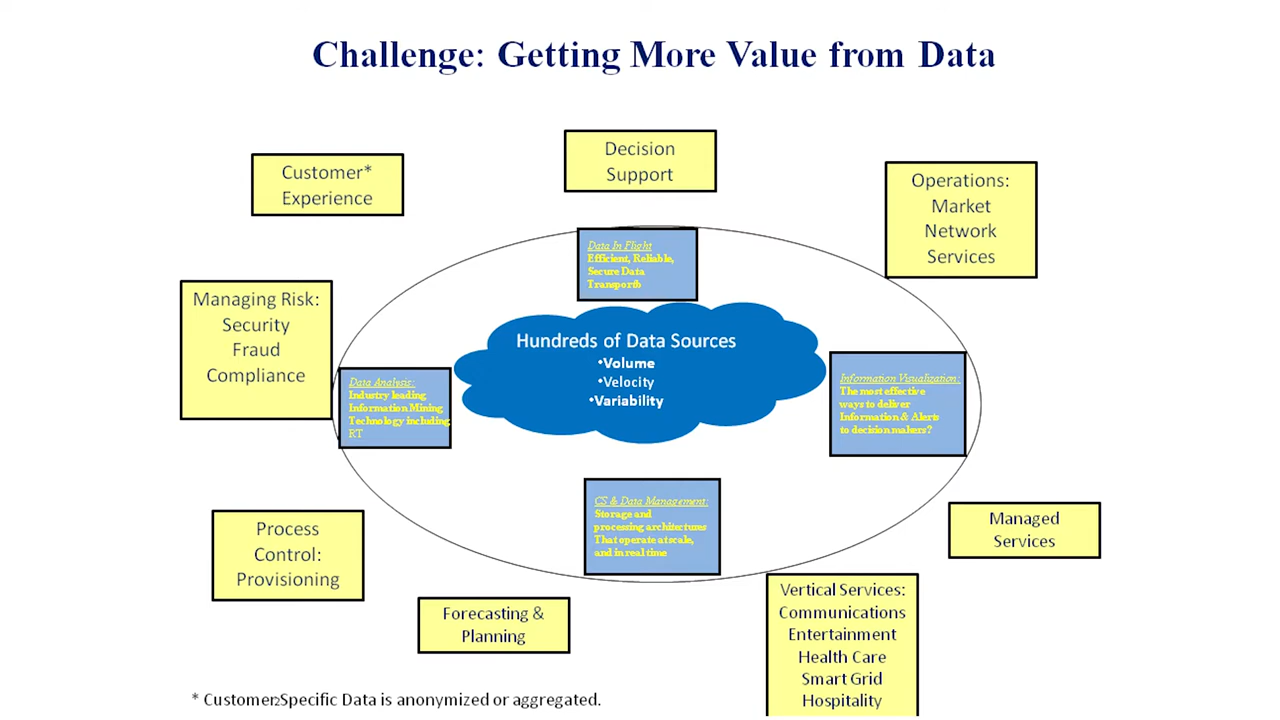 Challenge: Getting More Value from Data
Decision
Support
Customer*
Experience
Operations:
Market
Network
Services
Data In Flight
Efficient, Reliable,
Secure Data
Managing Risk:
Security
Fraud
Compliance
Hundreds of Data Sources
•Volume
•Velocity
•Variability
Data Analysis:
Industry leading
Information Mining
Technology including
RT
Information Visualization:
The most effective
ways to deliver
Information & Alerts
to decision makers?
CS & Data Management:
Storage and
processing architectures
That operate at scale,
and in real time
Process
Control:
Provisioning
Managed
Services
Forecasting &
Planning
Vertical Services:
Communications
Entertainment
Health Care
Smart Grid
Hospitality
* Customer2Specific Data is anonymized or aggregated.